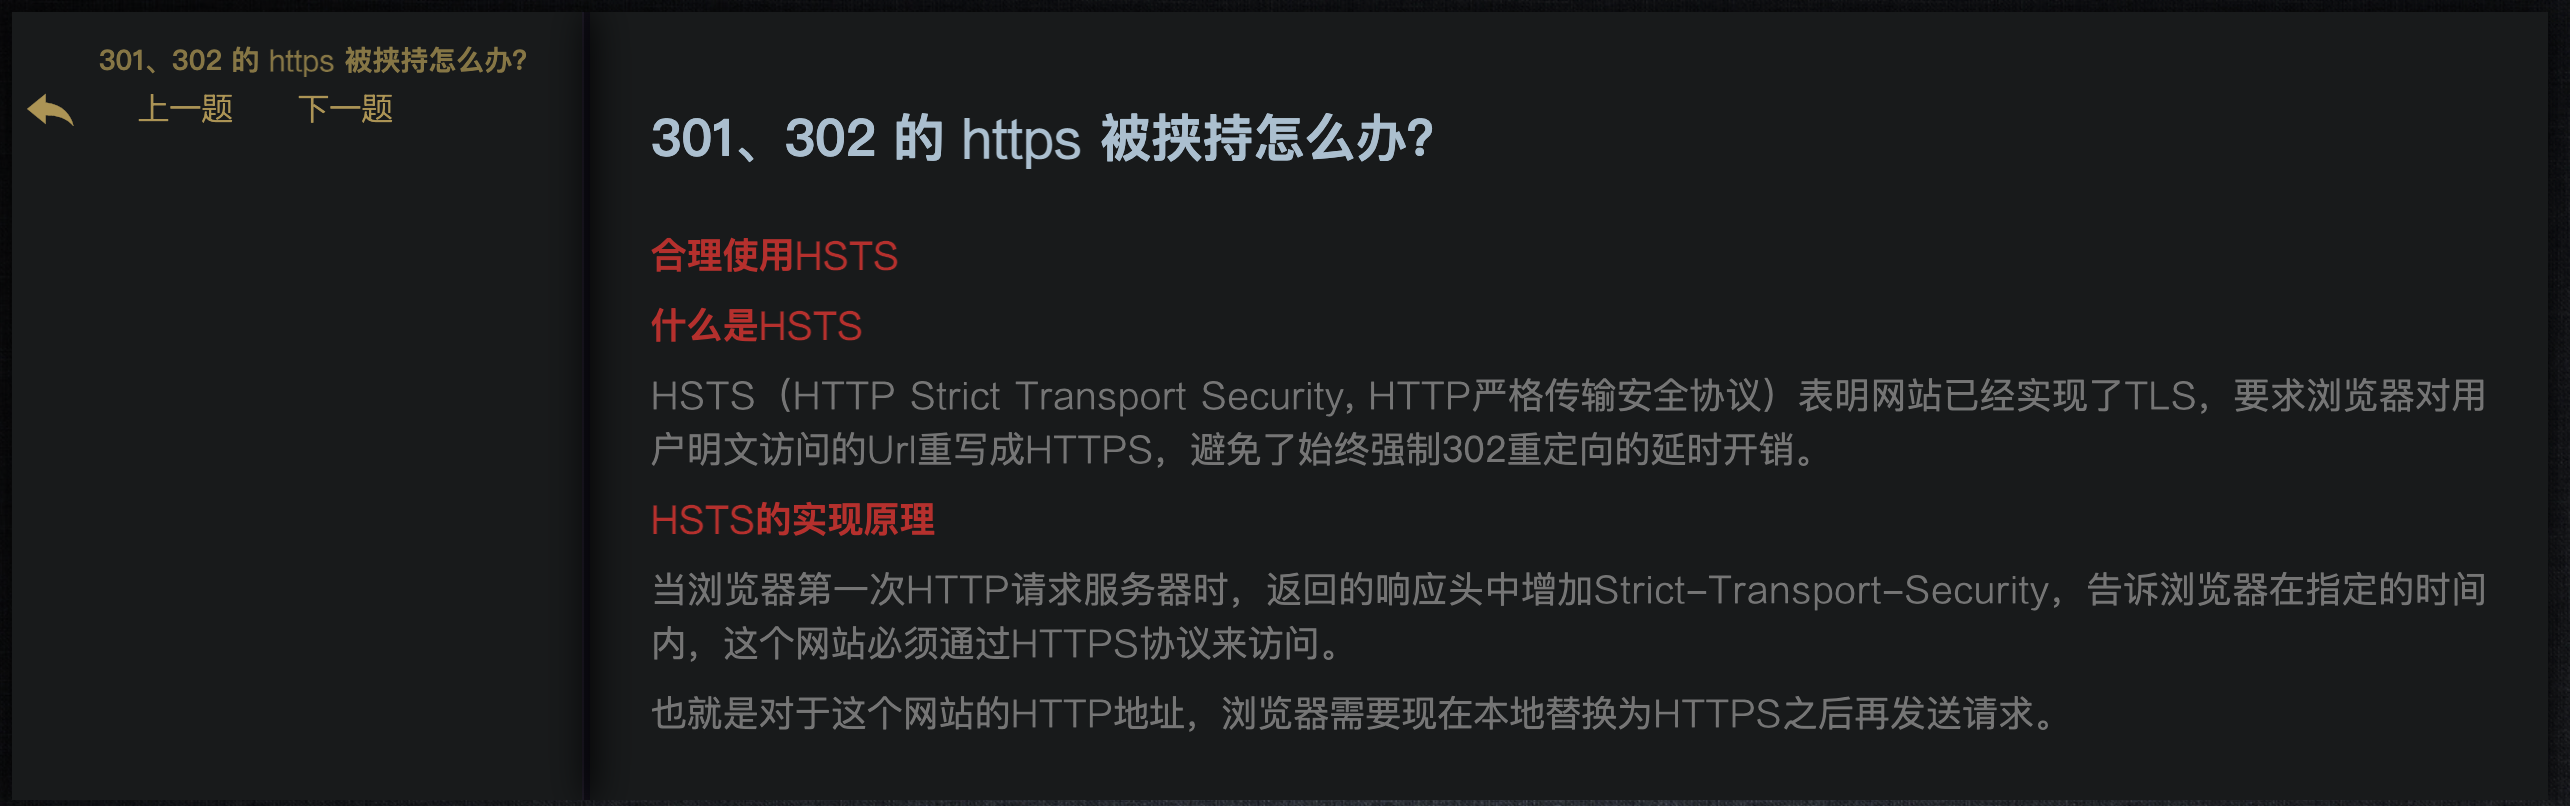 301、302 的 https 被挟持怎么办?
上一题 下一题
301、302 的 https 被挟持怎么办?
合理使用HSTS
什么是HSTS
HSTS（HTTP Strict Transport Security, HTTP严格传输安全协议）表明网站已经实现了TLS，要求浏览器对用
户明文访问的Url重写成HTTPS，避免了始终强制302重定向的延时开销。
HSTS的实现原理
当浏览器第一次HTTP请求服务器时，返回的响应头中增加Strict-Transport-Security，告诉浏览器在指定的时间
内，这个网站必须通过HTTPS协议来访问。
也就是对于这个网站的HTTP地址，浏览器需要现在本地替换为HTTPS之后再发送请求。